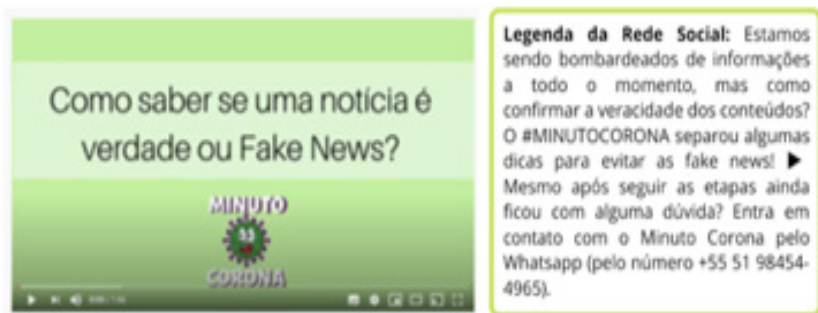 Como saber se uma notícia é
verdade ou Fake News?
MINUTO
CORONA
Legenda da Rede Social: Estamos
sendo bombardeados de informações
a todo o momento, mas como
confirmar a veracidade dos conteúdos?
O #MINUTOCORONA separou algumas
dicas para evitar as fake news! ▶
Mesmo após seguir as etapas ainda
ficou com alguma dúvida? Entra em
contato com o Minuto Corona pelo
Whatsapp (pelo número +55 51 98454-
4965).